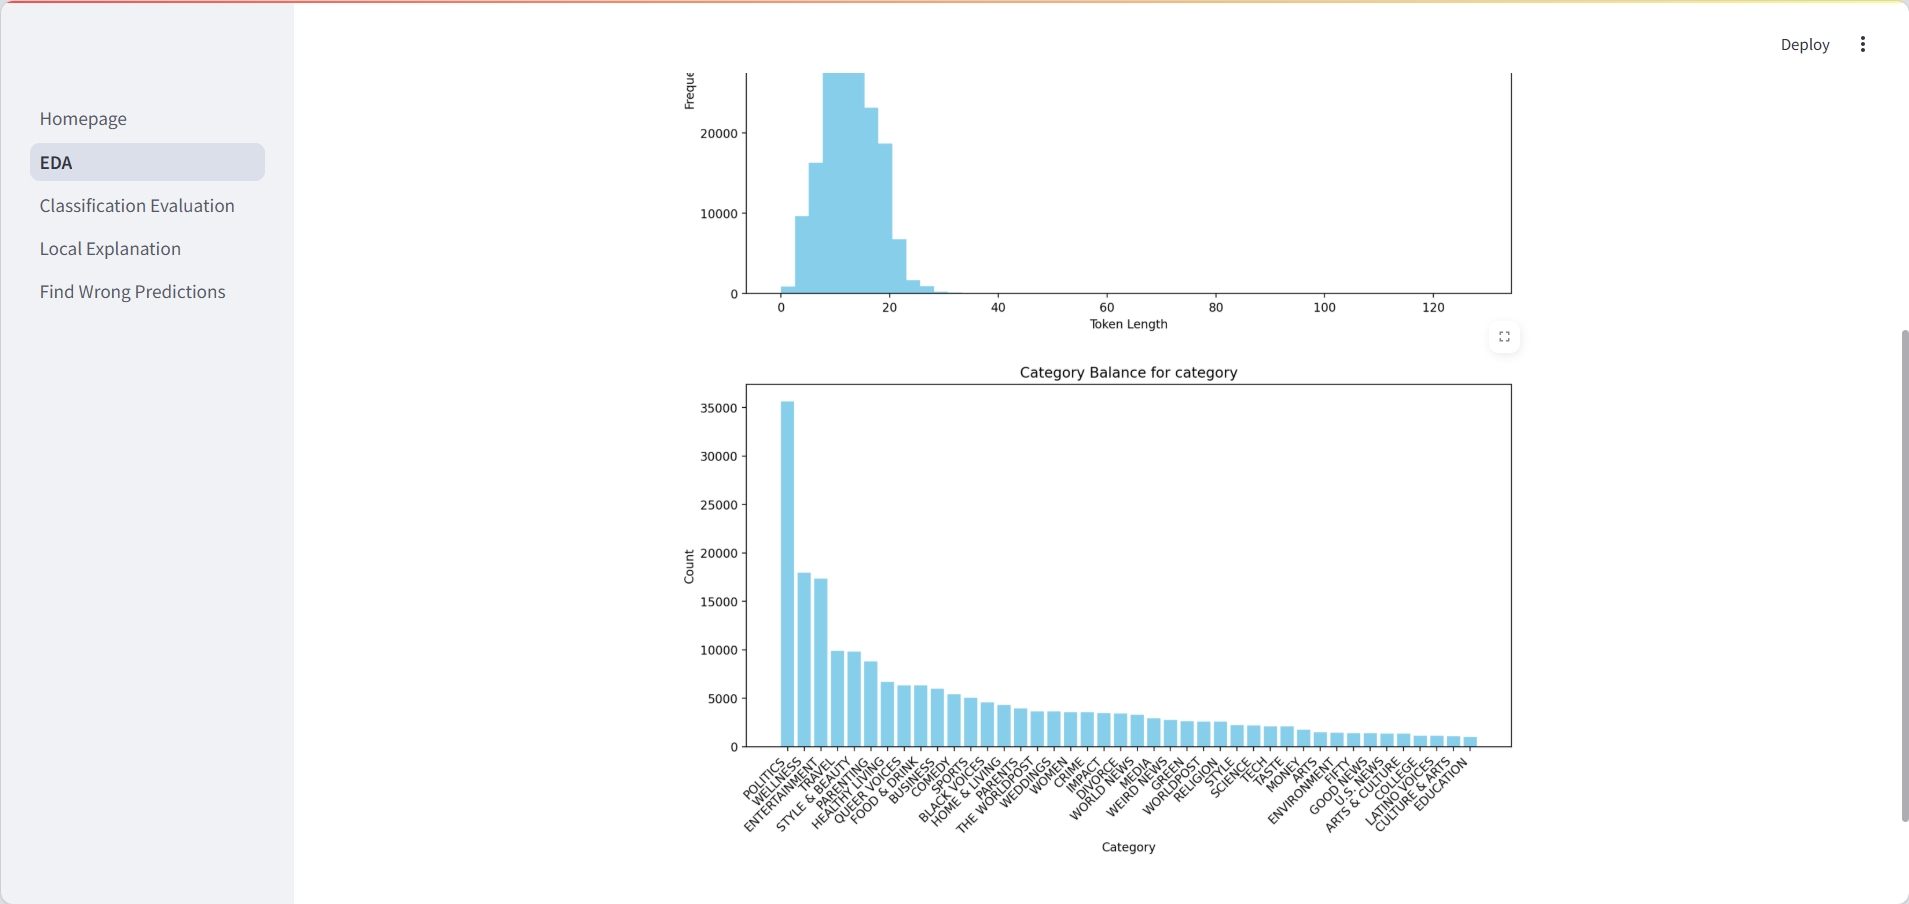 Deploy
Homepage
EDA
Classification Evaluation
Local Explanation
Find Wrong Predictions
20000
10000
0
0 20 40 60 80 100 120
Token Length
Category Balance for category
Count
35000
30000
25000
20000
15000
10000
5000
0
POLITICS
WELLNESS
ENTERTAINMENT
TRAVEL
STYLE & BEAUTY
PARENTING
HEALTHY LIVING
QUEER VOICES
FOOD & DRINK
BUSINESS
COMEDY
SPORTS
BLACK VOICES
HOME & LIVING
PARENTS
THE WORLDPOST
WEDDINGS
WOMEN
CRIME
IMPACT
DIVORCE
WORLD NEWS
MEDIA
WEIRD NEWS
GREEN
WORLDPOST
RELIGION
STYLE
SCIENCE
TECH
TASTE
MONEY
ARTS
ENVIRONMENT
FIFTY
GOOD NEWS
U.S. NEWS
ARTS & CULTURE
COLLEGE
LATINO VOICES
CULTURE & ARTS
EDUCATION
Category